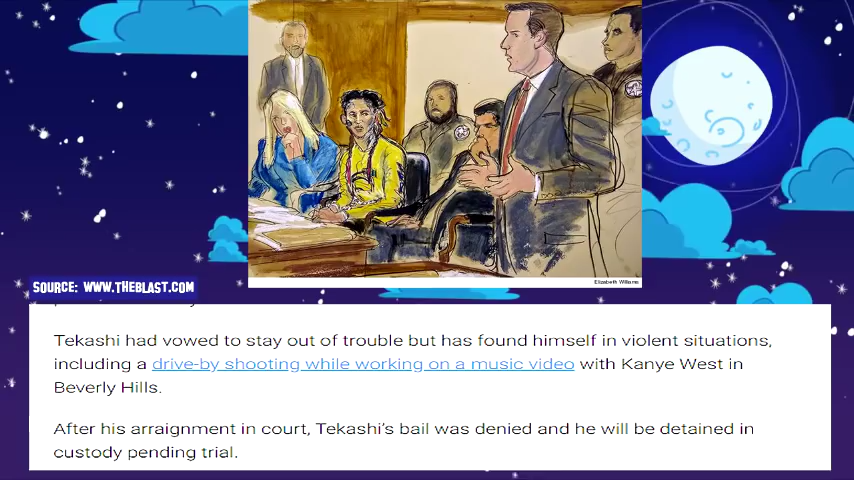 Elizabeth Williams
SOURCE: WWW.THEBLAST.COM
Tekashi had vowed to stay out of trouble but has found himself in violent situations,
including a drive-by shooting while working on a music video with Kanye West in
Beverly Hills.
After his arraignment in court, Tekashi’s bail was denied and he will be detained in
custody pending trial.